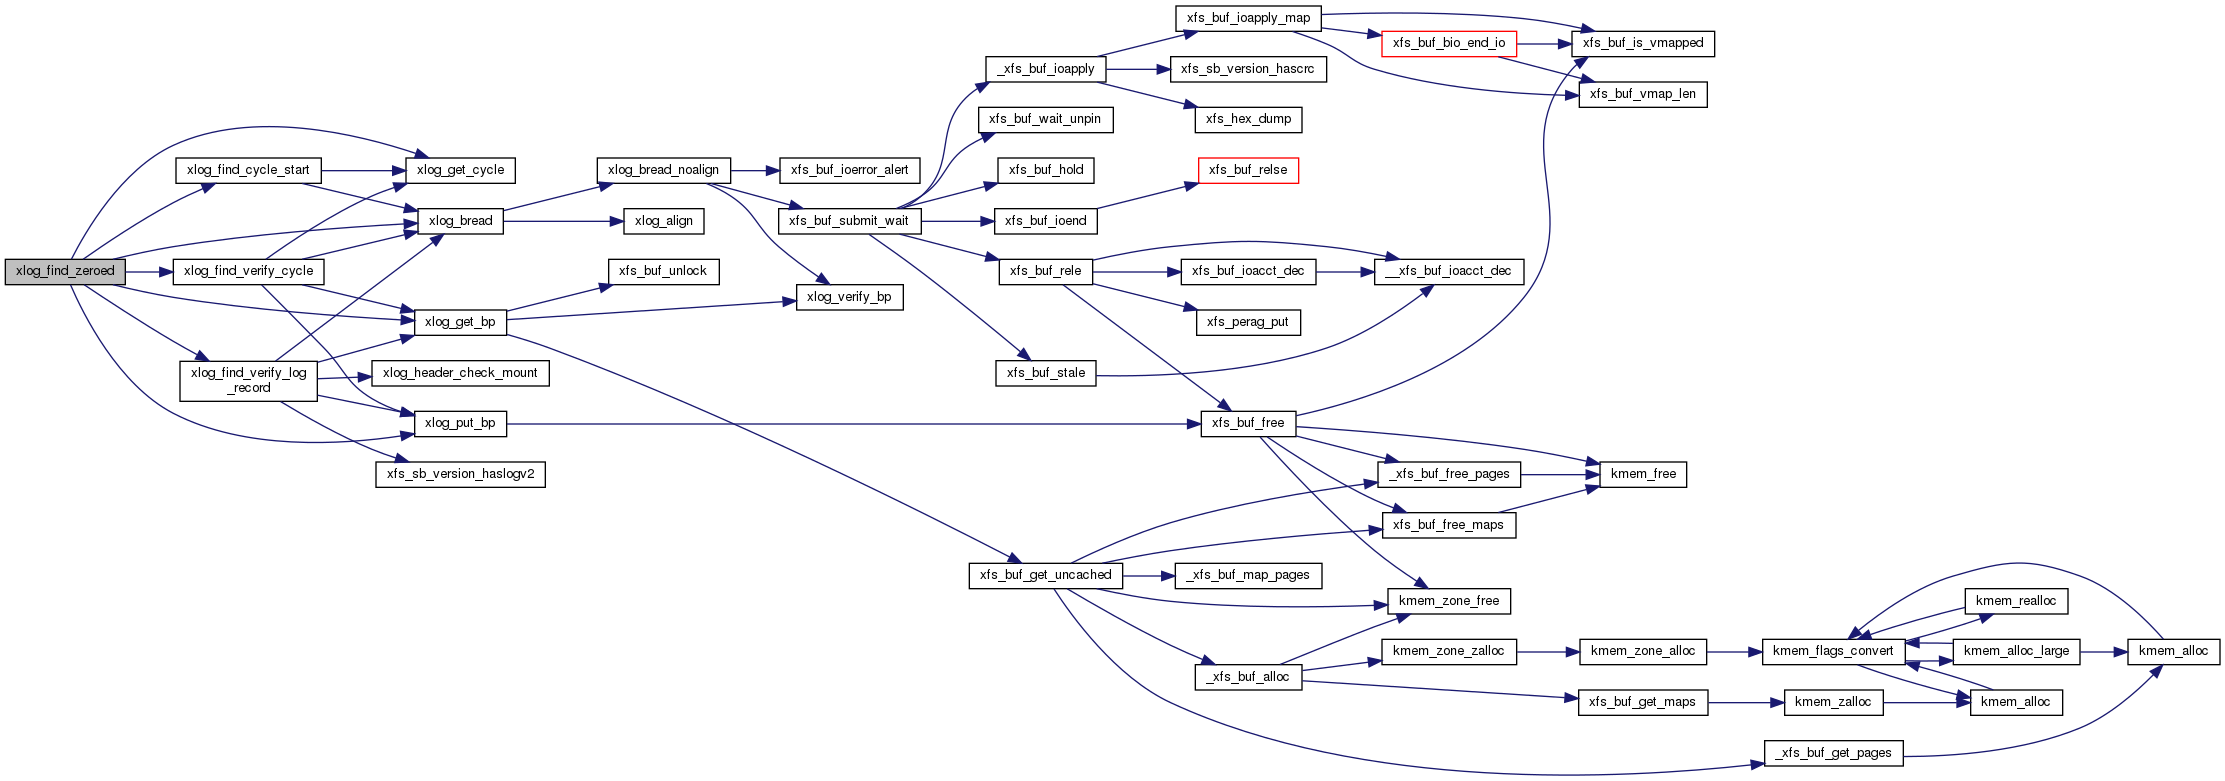 xfs_buf_ioapply_map
xfs_buf_bio_end_io
xfs_buf_is_vmapped
_xfs_buf_ioapply
xfs_sb_version_hascrc
xfs_buf_vmap_len
xfs_buf_wait_unpin
xfs_hex_dump
xlog_find_cycle_start
xlog_get_cycle
xlog_bread_noalign
xfs_buf_ioerror_alert
xfs_buf_hold
xfs_buf_relse
xlog_bread
xlog_align
xfs_buf_submit_wait
xfs_buf_ioend
xlog_find_zeroed
xlog_find_verify_cycle
xfs_buf_unlock
xfs_buf_rele
xfs_buf_ioacct_dec
__xfs_buf_ioacct_dec
xlog_verify_bp
xlog_get_bp
xfs_perag_put
xlog_find_verify_log
_record
xlog_header_check_mount
xfs_buf_stale
xlog_put_bp
xfs_buf_free
xfs_sb_version_haslogv2
_xfs_buf_free_pages
kmem_free
xfs_buf_free_maps
xfs_buf_get_uncached
_xfs_buf_map_pages
kmem_zone_free
kmem_realloc
_xfs_buf_alloc
kmem_zone_zalloc
kmem_zone_alloc
kmem_flags_convert
kmem_alloc_large
kmem_alloc
xfs_buf_get_maps
kmem_zalloc
kmem_alloc
_xfs_buf_get_pages